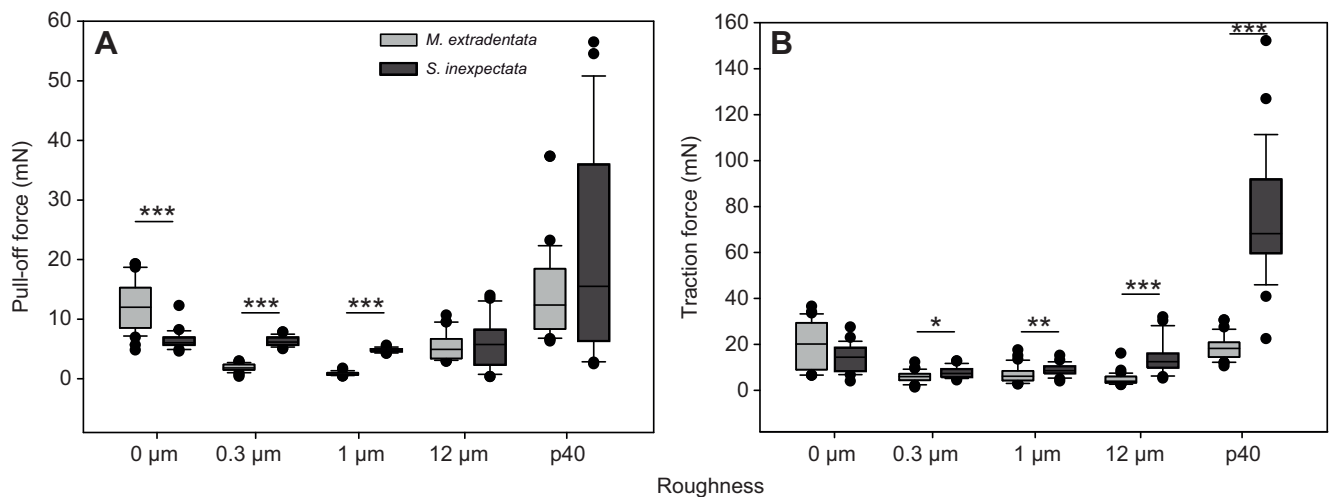 A
M. extradentata
S. inexpectata
Pull-off force (mN)
60
50
40
30
20
10
0
***
***
***
0 µm 0.3 µm 1 µm 12 µm p40
B
Traction force (mN)
160
140
120
100
80
60
40
20
0
*
**
***
***
0 µm 0.3 µm 1 µm 12 µm p40
Roughness